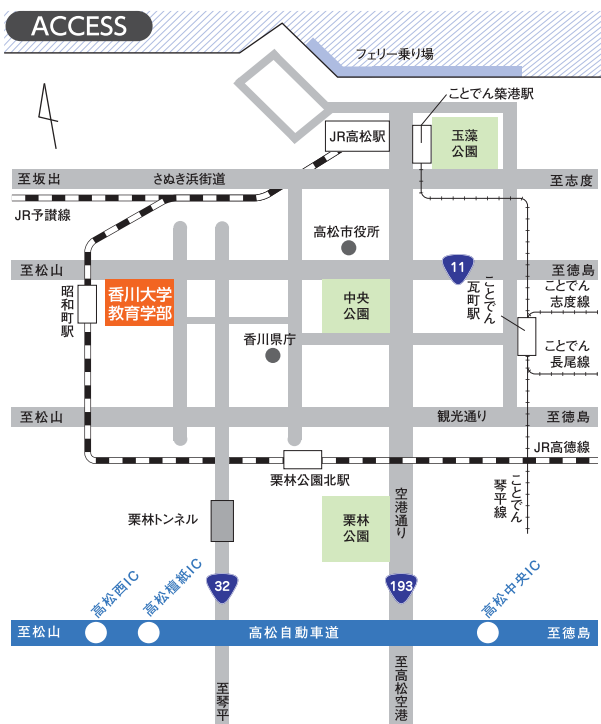 ACCESS
フェリー乗り場
ことでん築港駅
JR高松駅
玉藻
公園
至坂出
さぬき浜街道
至志度
JR予讃線
高松市役所
至松山
11
至徳島
昭和町駅
香川大学
教育学部
中央
公園
ことでん
瓦町駅
ことでん
志度線
香川県庁
ことでん
長尾線
至松山
観光通り
至徳島
JR高徳線
栗林公園北駅
ことでん
琴平線
栗林トンネル
栗林
公園
空港通り
高松西IC
高松檀紙IC
32
193
高松中央IC
至松山
高松自動車道
至徳島
至琴平
至高松空港